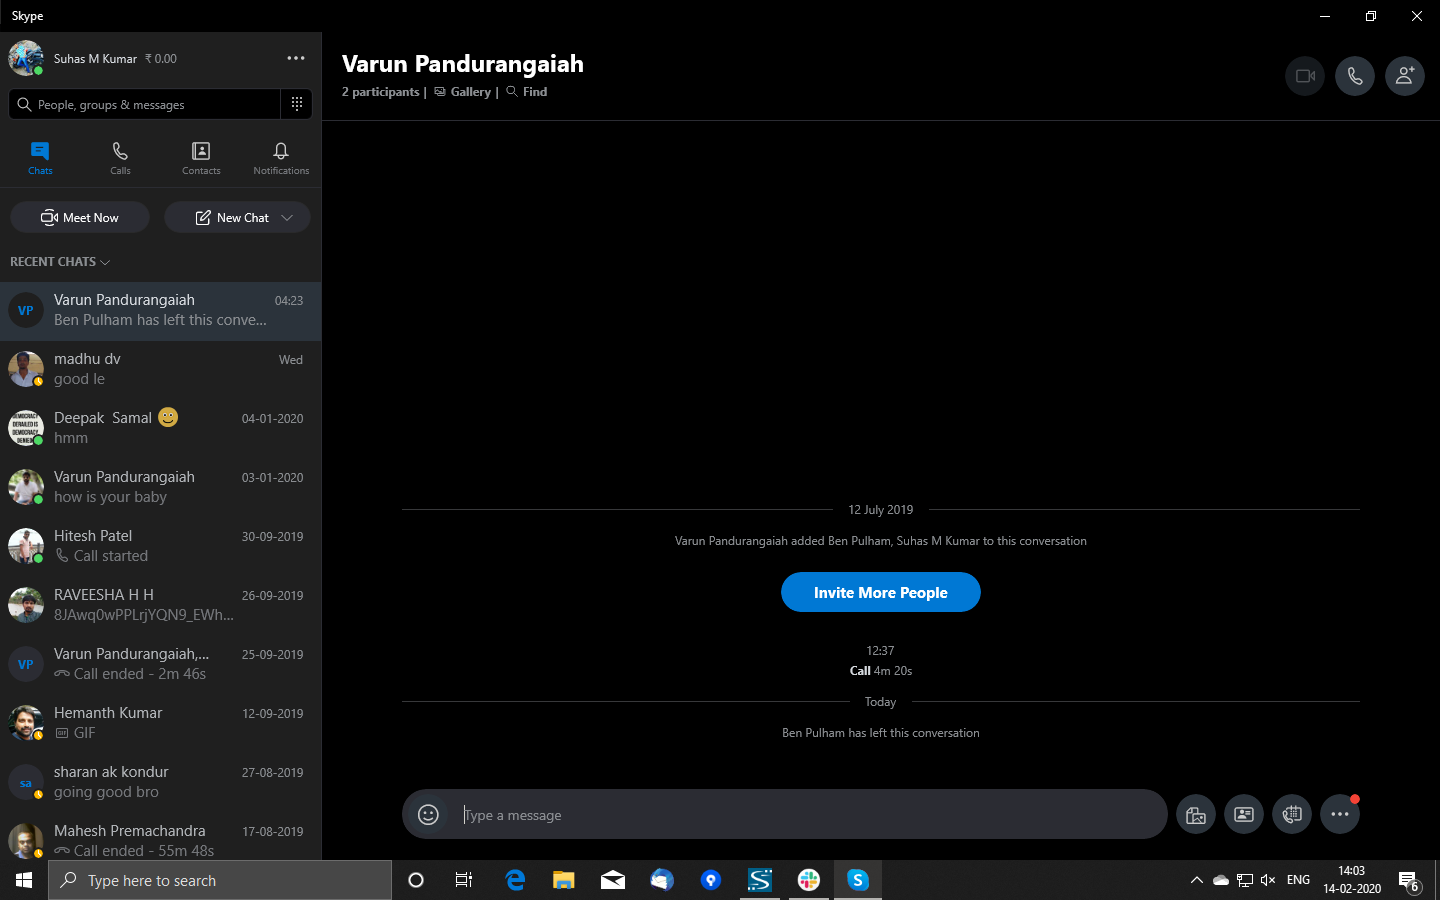 Skype
Suhas M Kumar ₹ 0.00
People, groups & messages
Chats
Calls
Contacts
Notifications
Meet Now
New Chat
RECENT CHATS
VP
Varun Pandurangaiah 04:23
Ben Pulham has left this conve...
madhu dv Wed
good le
DEMOCRACY
DERAILED IS
DEMOCRACY
DENIED
Deepak Samal 04-01-2020
hmm
Varun Pandurangaiah 03-01-2020
how is your baby
Hitesh Patel 30-09-2019
Call started
RAVEESHA H H 26-09-2019
8JAwq0wPPLrjYQN9_EWh...
VP
Varun Pandurangaiah,... 25-09-2019
Call ended - 2m 46s
Hemanth Kumar 12-09-2019
GIF GIF
sa
sharan ak kondur 27-08-2019
going good bro
Mahesh Premachandra 17-08-2019
Call ended - 55m 48s
Varun Pandurangaiah
2 participants | Gallery | Find
12 July 2019
Varun Pandurangaiah added Ben Pulham, Suhas M Kumar to this conversation
Invite More People
12:37
Call 4m 20s
Today
Ben Pulham has left this conversation
Type a message
Type here to search
ENG
14:03
14-02-2020
6